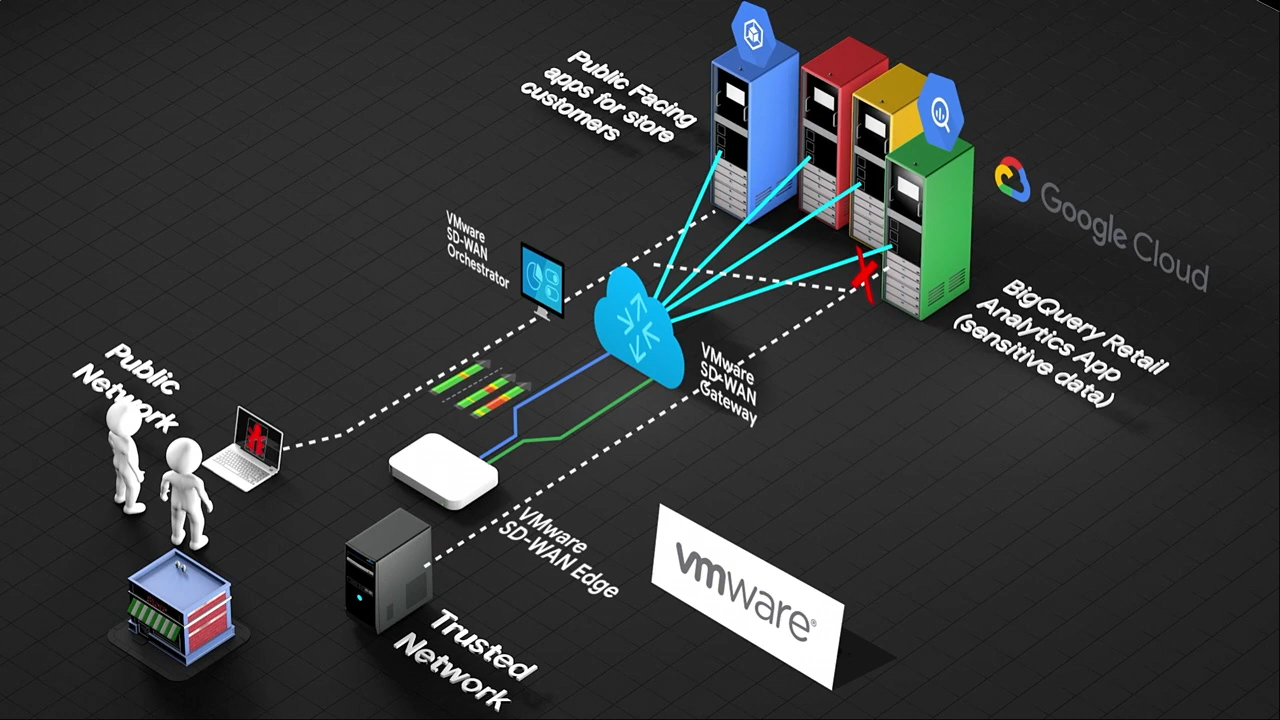 Public Facing
apps for store
customers
Google Cloud
VMware
SD-WAN
Orchestrator
BigQuery Retail
Analytics App
(sensitive data)
VMware
SD-WAN
Gateway
Public
Network
VMware
SD-WAN Edge
vmware®
Trusted
Network